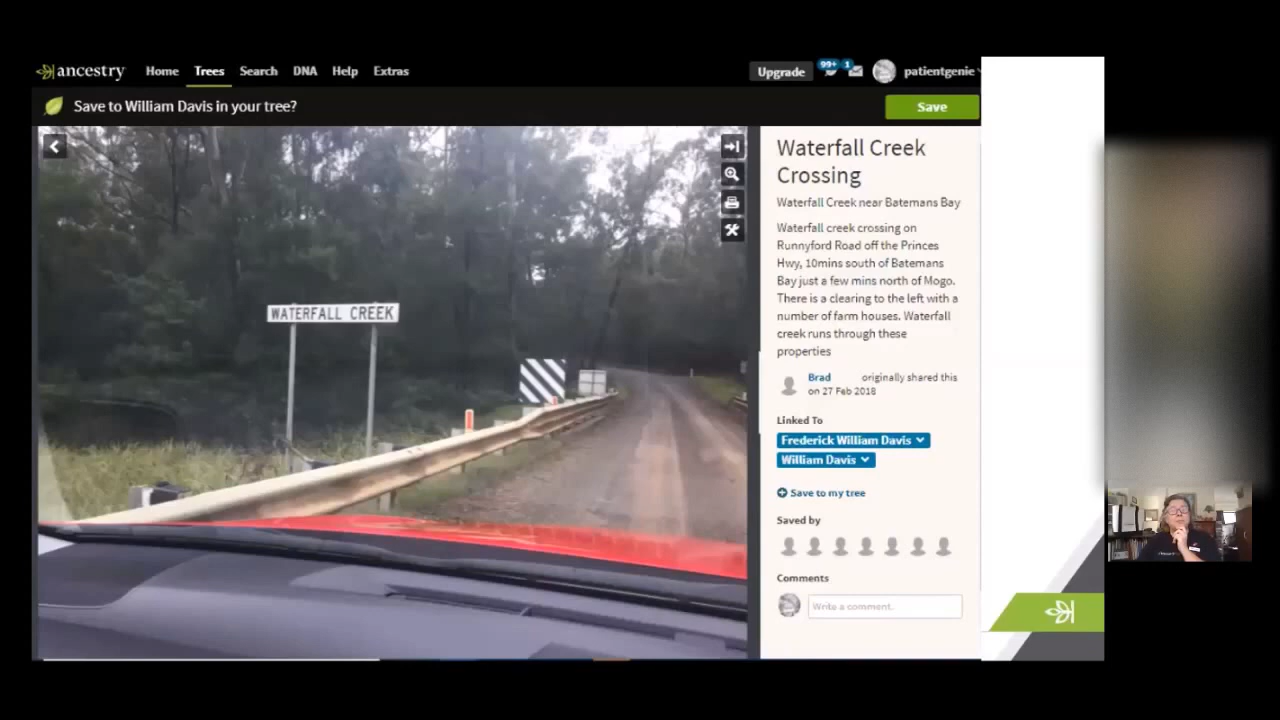 ancestry Home Trees Search DNA Help Extras Upgrade 99+ 1 patientgenie
Save to William Davis in your tree? Save
WATERFALL CREEK
Waterfall Creek
Crossing
Waterfall Creek near Batemans Bay
Waterfall creek crossing on
Runnyford Road off the Princes
Hwy, 10mins south of Batemans
Bay just a few mins north of Mogo.
There is a clearing to the left with a
number of farm houses. Waterfall
creek runs through these
properties
Brad originally shared this
on 27 Feb 2018
Linked To
Frederick William Davis
William Davis
Save to my tree
Saved by
Comments
Write a comment.